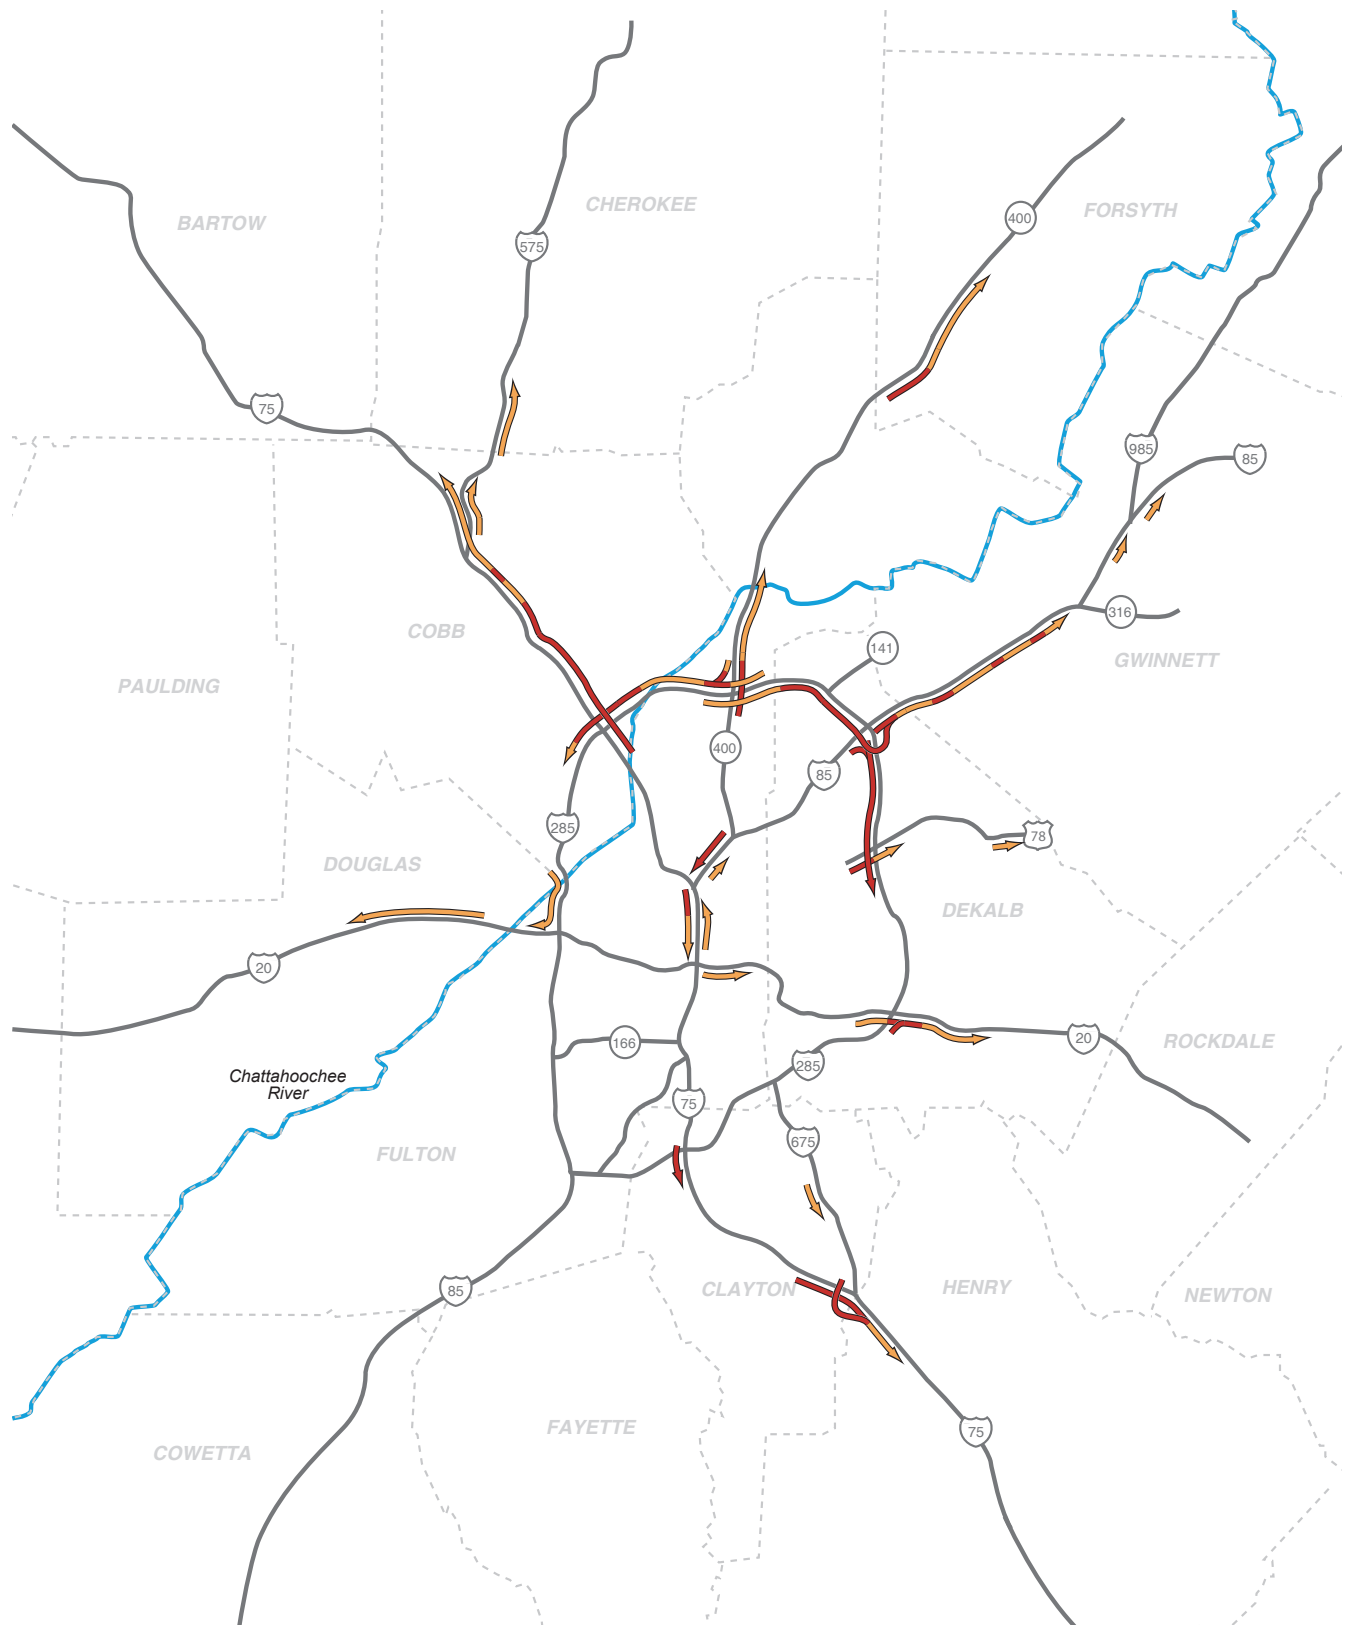 CHEROKEE
FORSYTH
400
BARTOW
575
75
985
85
316
COBB
141
GWINNETT
PAULDING
400
85
285
78
DOUGLAS
DEKALB
20
166
20
ROCKDALE
285
Chattahoochee
River
75
675
FULTON
85
CLAYTON
HENRY
NEWTON
FAYETTE
75
COWETTA